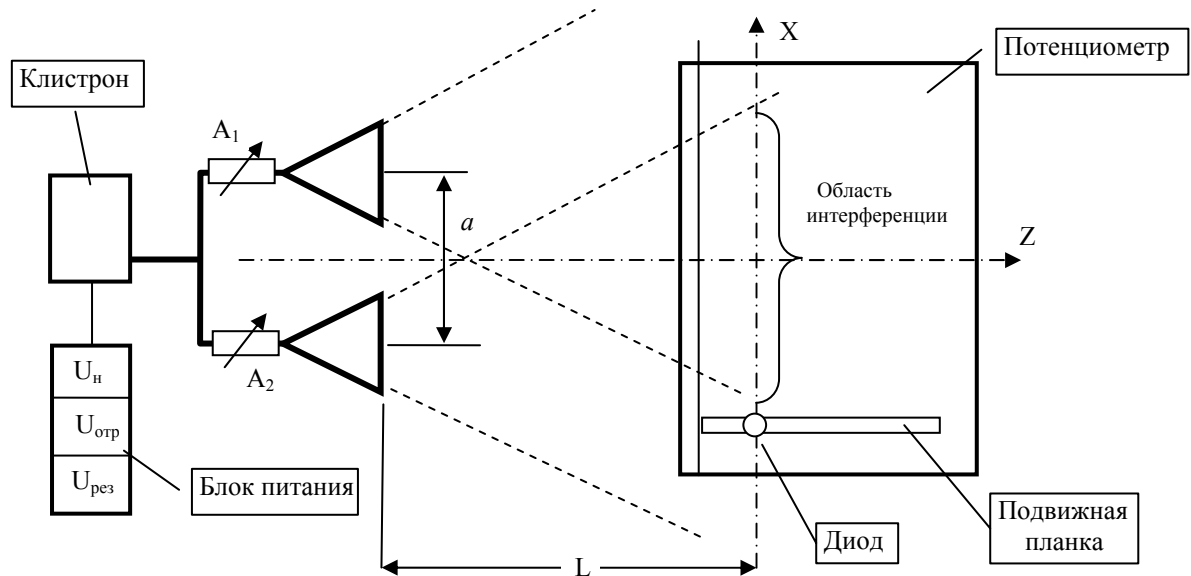 X
Потенциометр
Клистрон
A₁
Область
интерференции
a
Z
A₂
Uн
Uотр
Uрез
Блок питания
Диод
Подвижная
планка
L